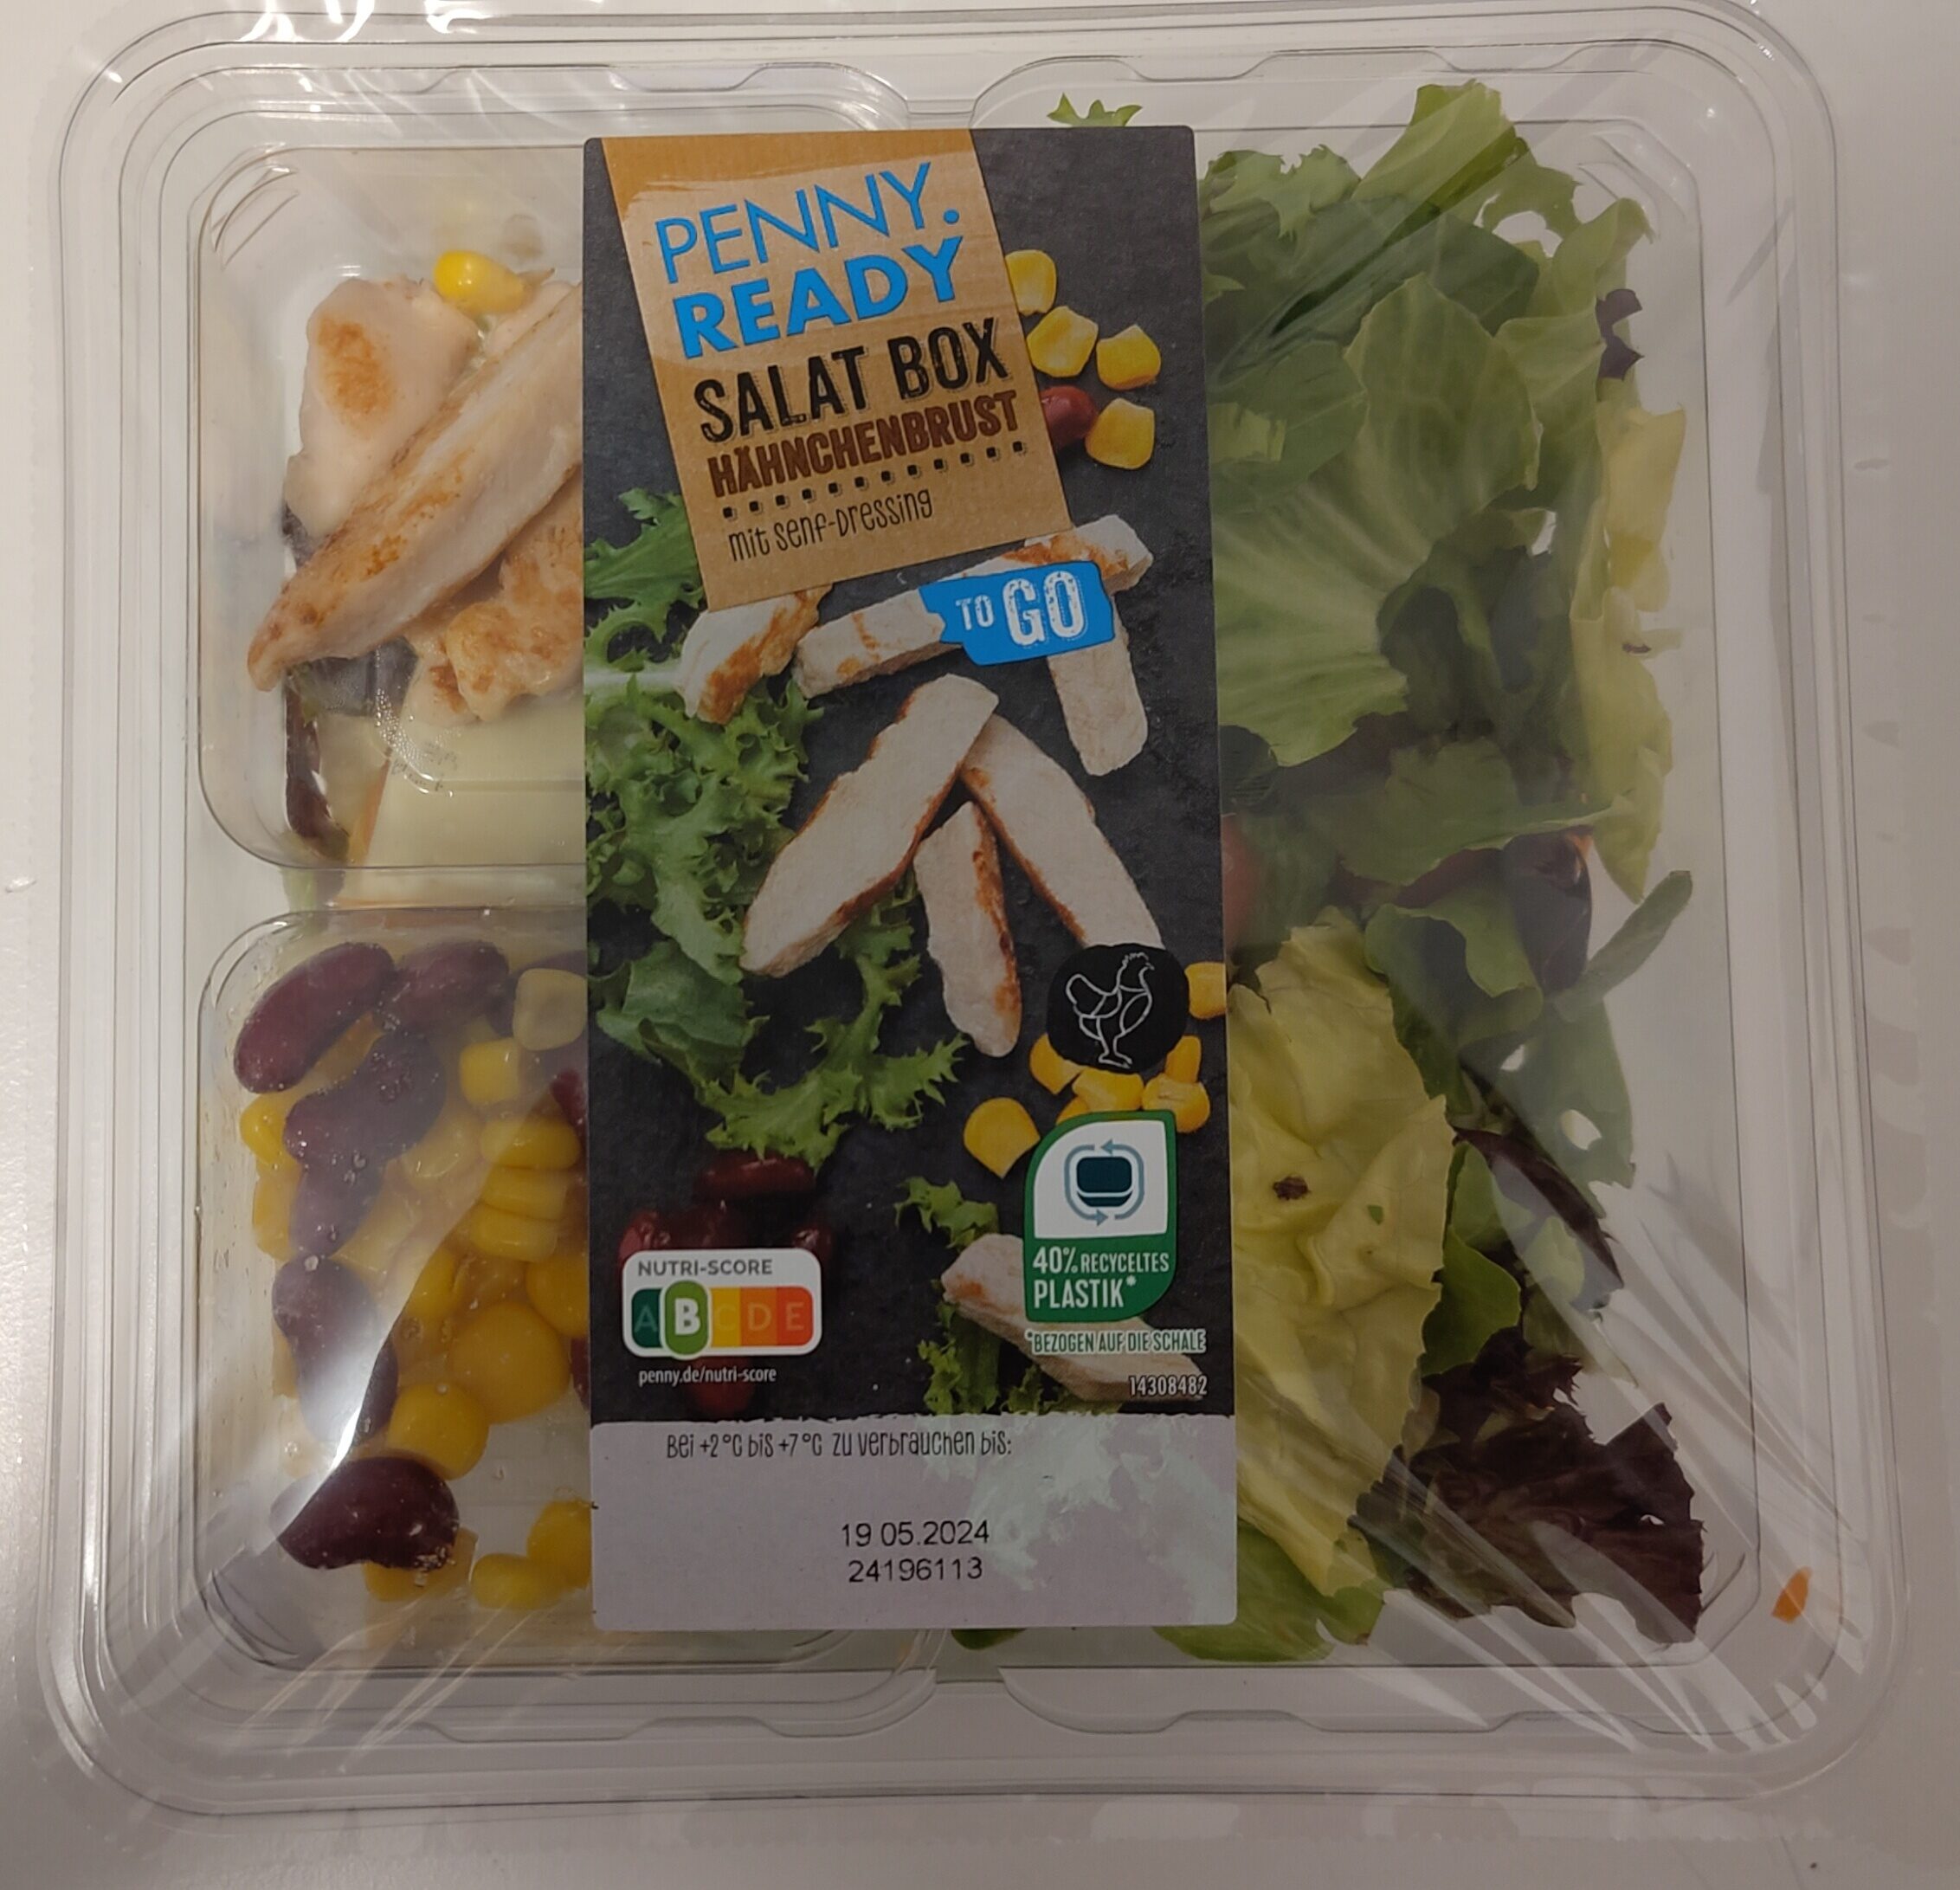 PENNY.
READY
SALAT BOX
HÄHNCHENBRUST
mit senf-Dressing
TO GO
NUTRI-SCORE
A B C D E
penny.de/nutri-score
40% RECYCELTES
PLASTIK*
*BEZOGEN AUF DIE SCHALE
14308482
Bei +2°C bis +7°C zu verbrauchen bis:
19 05.2024
24196113